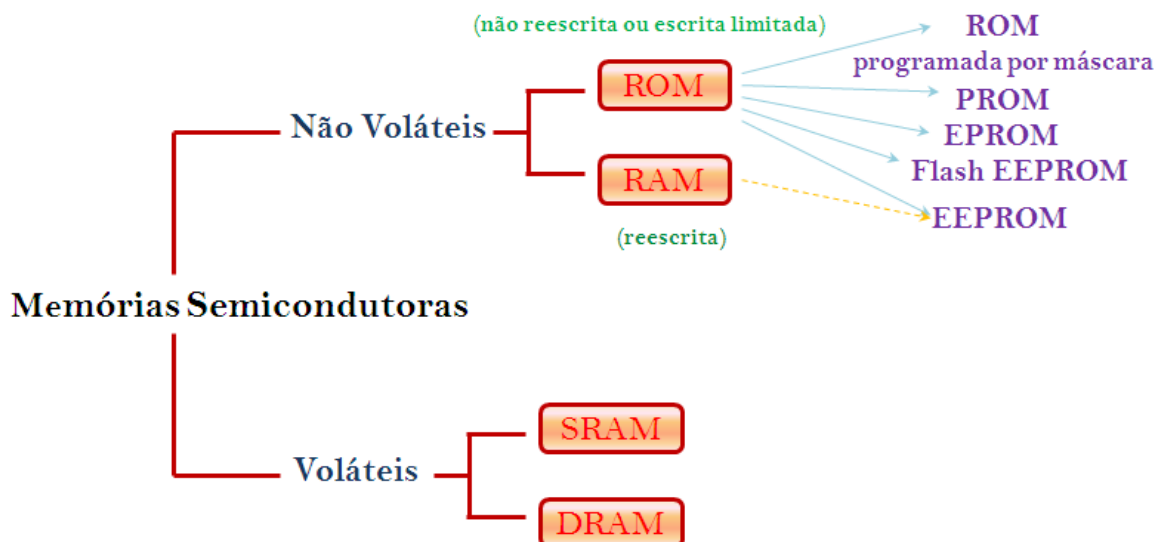 (não reescrita ou escrita limitada)
ROM
programada por máscara
ROM
PROM
Não Voláteis
EPROM
Flash EEPROM
RAM
EEPROM
(reescrita)
Memórias Semicondutoras
SRAM
Voláteis
DRAM